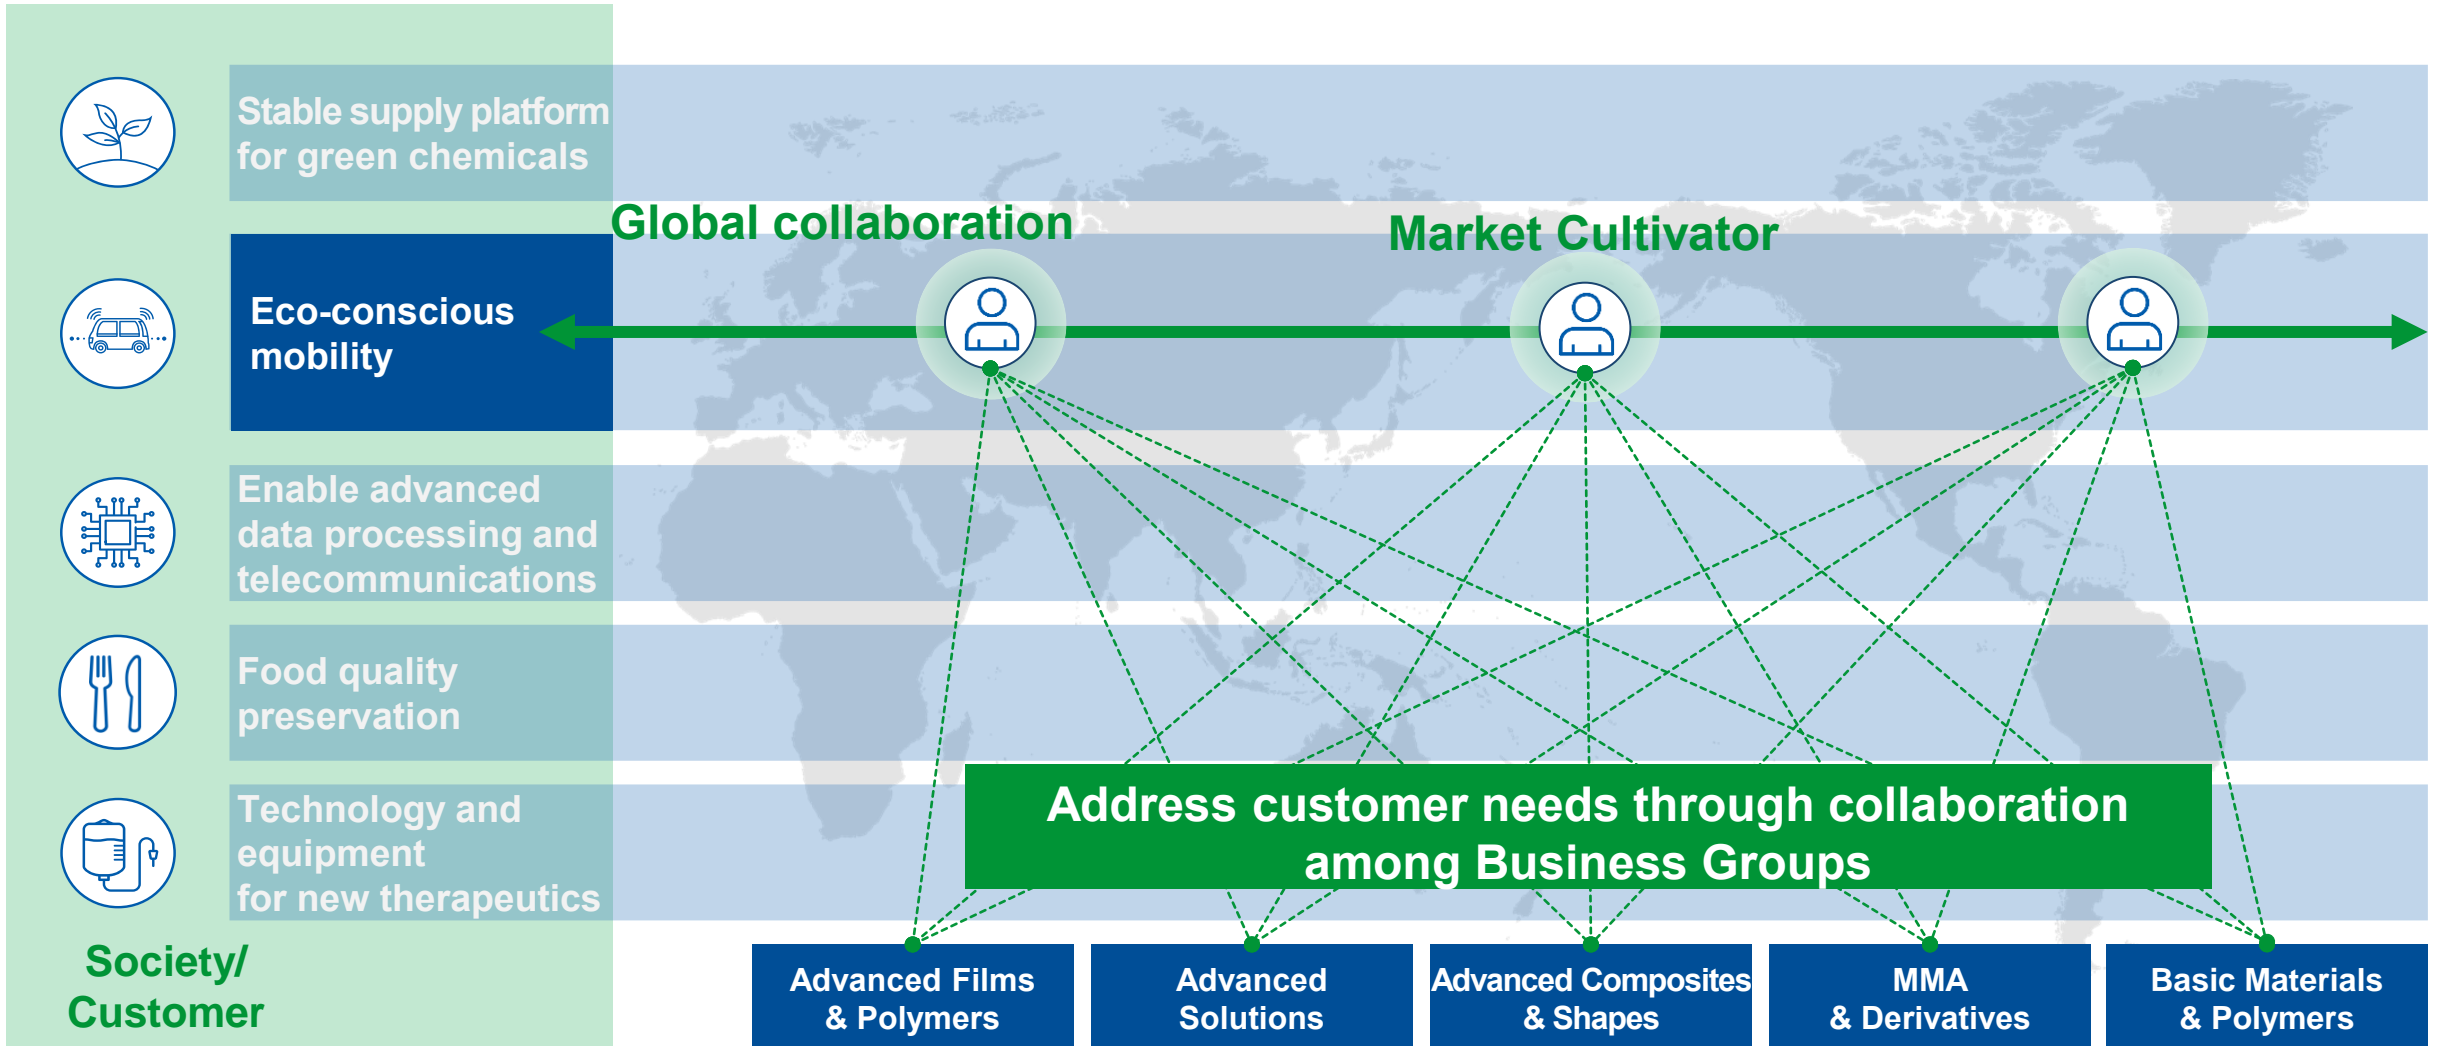 Stable supply platform
for green chemicals
Global collaboration
Market Cultivator
Eco-conscious
mobility
Enable advanced
data processing and
telecommunications
Food quality
preservation
Technology and
equipment
for new therapeutics
Address customer needs through collaboration
among Business Groups
Society/
Customer
Advanced Films
& Polymers
Advanced
Solutions
Advanced Composites
& Shapes
MMA
& Derivatives
Basic Materials
& Polymers